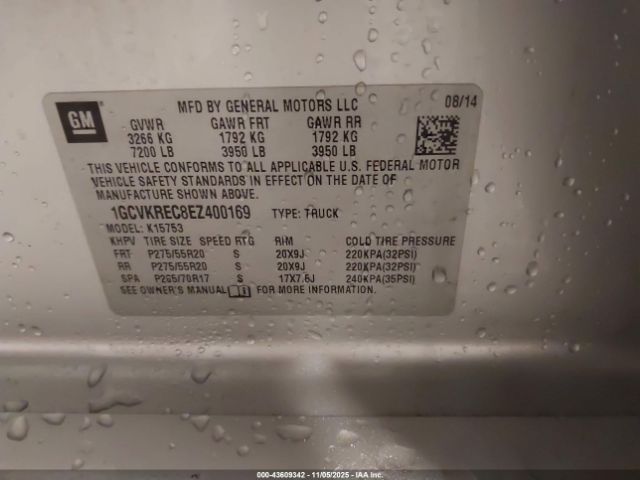 GM
MFD BY GENERAL MOTORS LLC 08/14
GVWR GAWR FRT GAWR RR
3266 KG 1792 KG 1792 KG
7200 LB 3950 LB 3950 LB
THIS VEHICLE CONFORMS TO ALL APPLICABLE U.S. FEDERAL MOTOR
VEHICLE SAFETY STANDARDS IN EFFECT ON THE DATE OF
MANUFACTURE SHOWN ABOVE.
1GCVKREC8EZ400169 TYPE: TRUCK
MODEL: K15753
KHPV TIRE SIZE SPEED RTG RIM COLD TIRE PRESSURE
FRT P275/55R20 S 20X9J 220KPA(32PSI)
RR P275/55R20 S 20X9J 220KPA(32PSI)
SPA P265/70R17 S 17X7.5J 240KPA(35PSI)
SEE OWNER'S MANUAL FOR MORE INFORMATION.
000-43609342 - 11/05/2025 - IAA Inc.